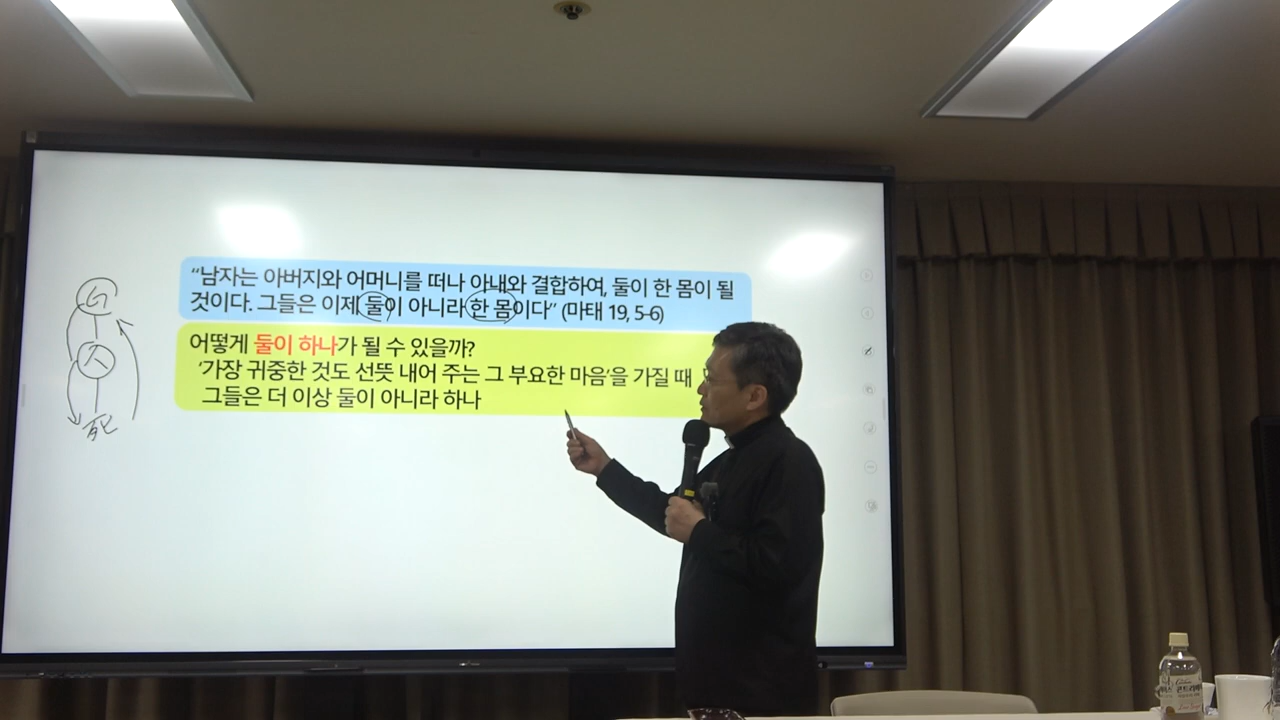 “남자는 아버지와 어머니를 떠나 아내와 결합하여, 둘이 한 몸이 될
것이다. 그들은 이제 둘이 아니라 한 몸이다” (마태 19, 5-6)
어떻게 둘이 하나가 될 수 있을까?
‘가장 귀중한 것도 선뜻 내어 주는 그 부요한 마음’을 가질 때
그들은 더 이상 둘이 아니라 하나
G
人
死